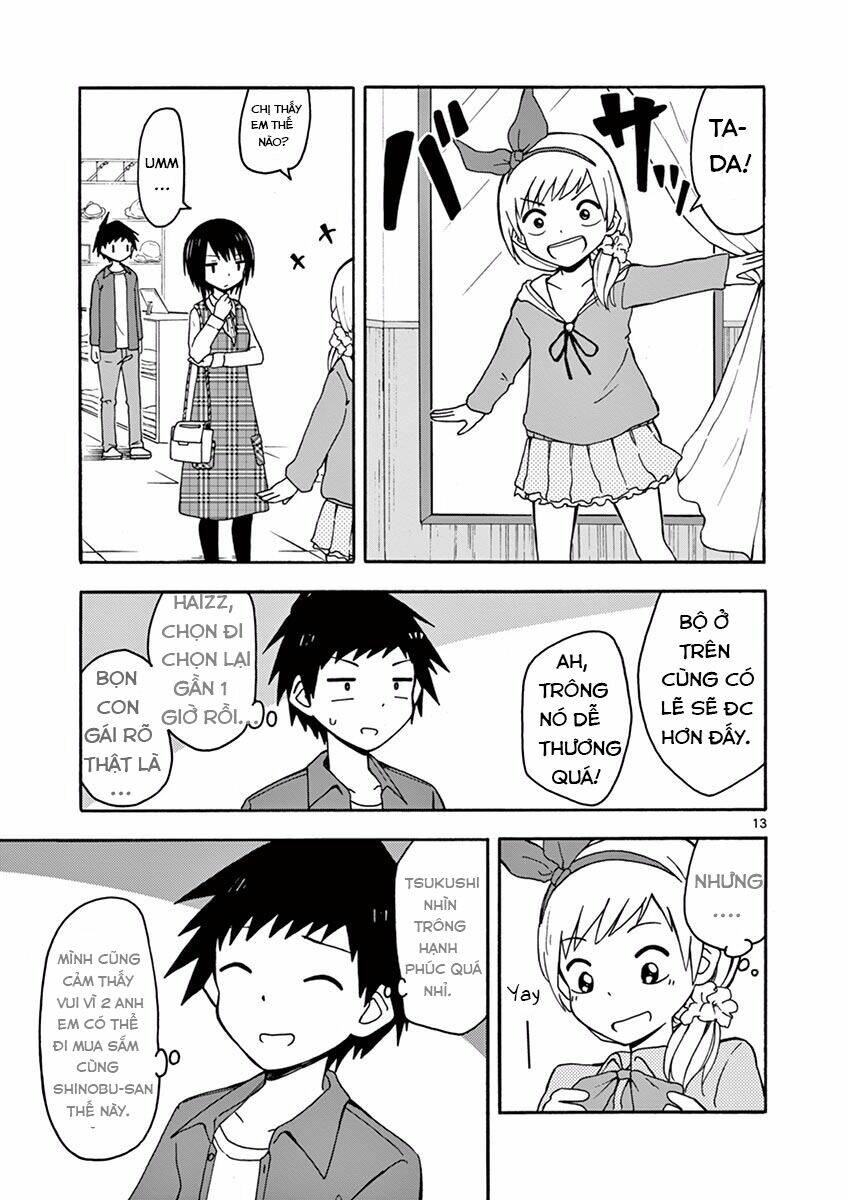 TA-
DA!
ザザッ
CHỊ THẤY
EM THẾ
NÀO?
UMM
...
BỘ Ở
TRÊN
CÙNG CÓ
LẼ SẼ ĐC
HƠN ĐẤY.
AH,
TRÔNG
NÓ DỄ
THƯƠNG
QUÁ!
HAIZZ,
CHỌN ĐI
CHỌN LẠI
GẦN 1
GIỜ RỒI...
BỌN
CON
GÁI RÕ
THẬT LÀ
...
13
NHƯNG
....
Yay
TSUKUSHI
NHÌN
TRÔNG
HẠNH
PHÚC QUÁ
NHỈ.
MÌNH CŨNG
CẢM THẤY
VUI VÌ 2 ANH
EM CÓ THỂ
ĐI MUA SẮM
CÙNG
SHINOBU-SAN
THẾ NÀY.